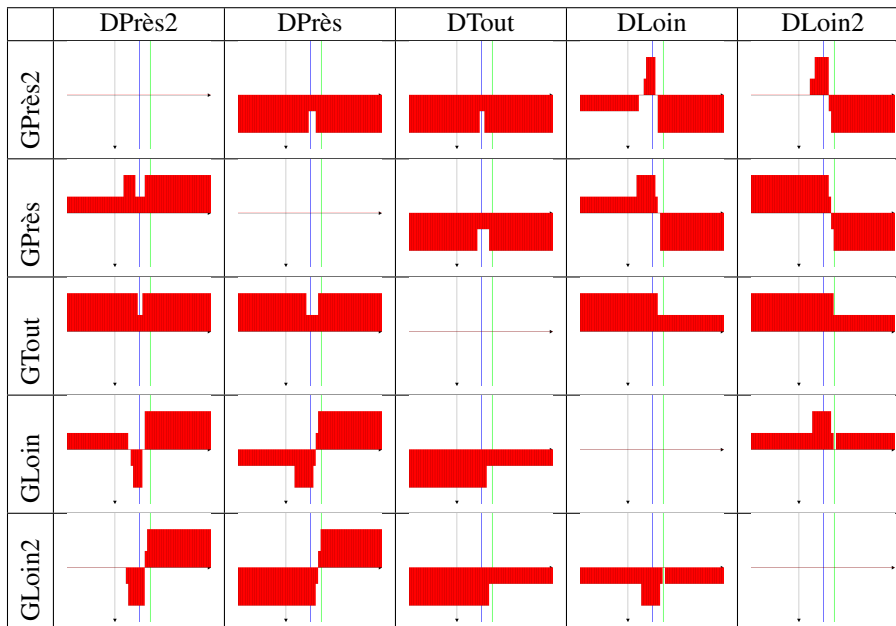 DPrès2 DPrès DTout DLoin DLoin2
GPrès2
GPrès
GTout
GLoin
GLoin2